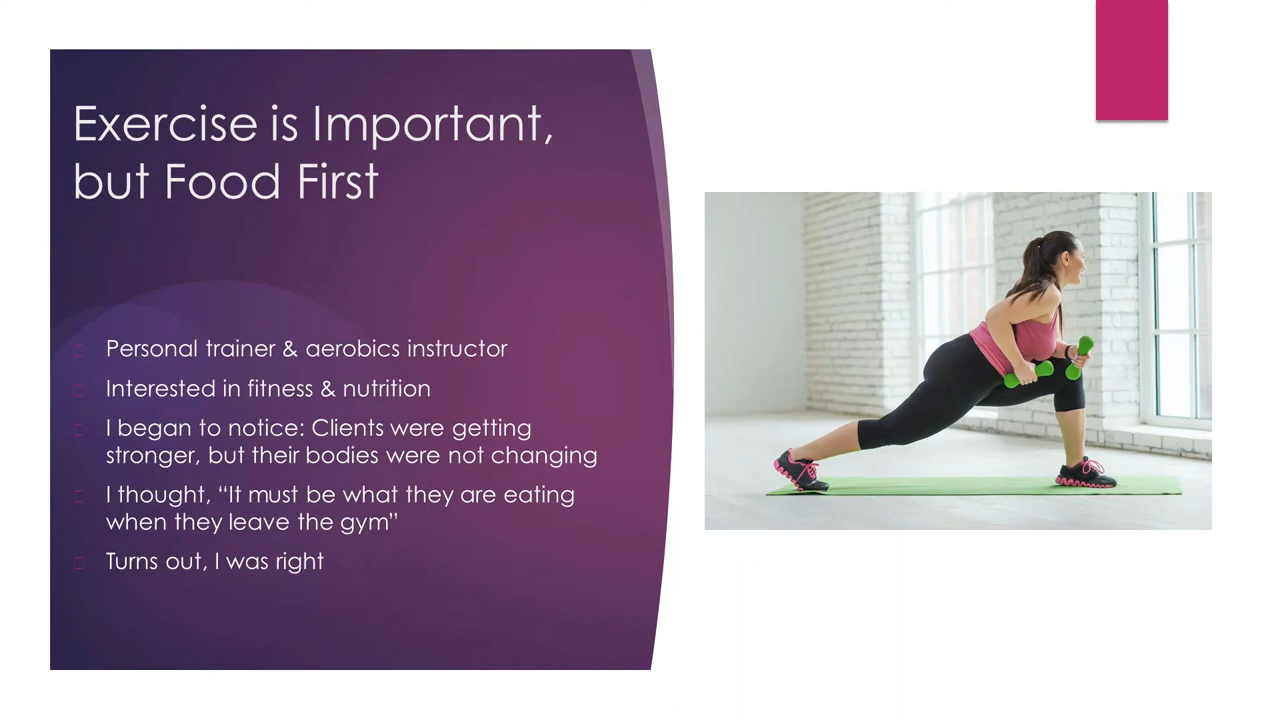 Exercise is Important,
but Food First
Personal trainer & aerobics instructor
Interested in fitness & nutrition
I began to notice: Clients were getting
stronger, but their bodies were not changing
I thought, “It must be what they are eating
when they leave the gym”
Turns out, I was right